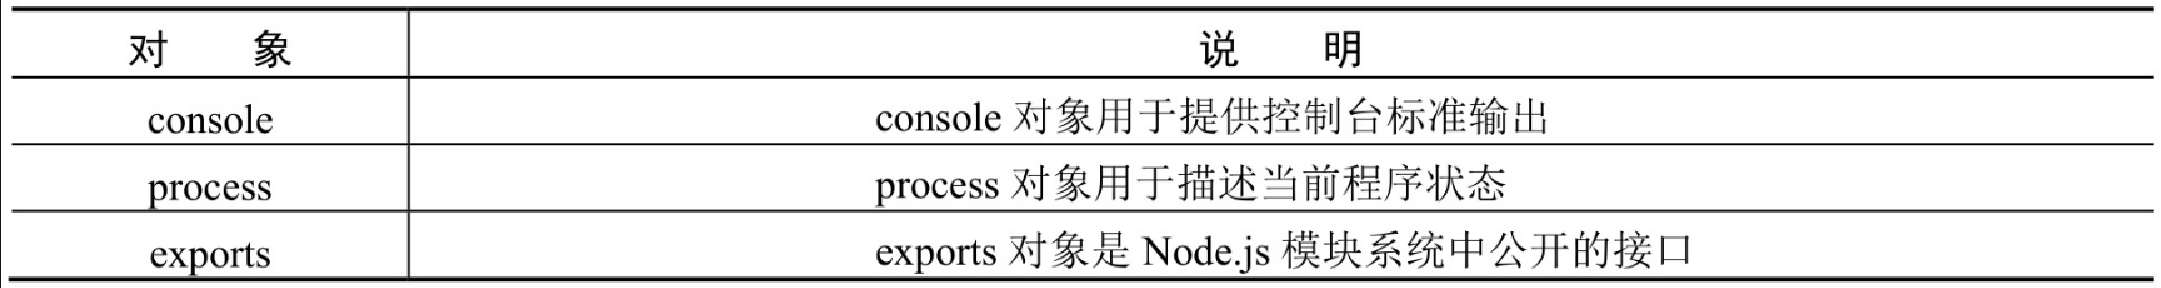 对 象 说 明
console console 对象用于提供控制台标准输出
process process 对象用于描述当前程序状态
exports exports 对象是 Node.js 模块系统中公开的接口